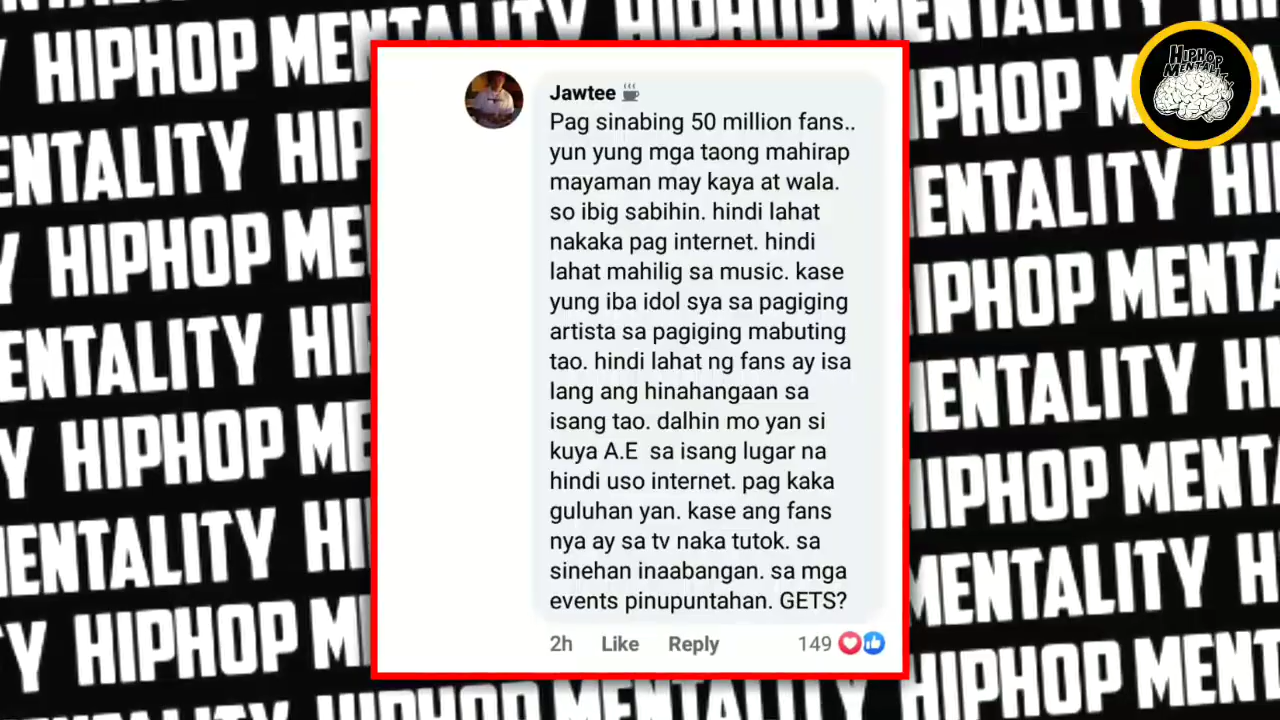 HIPHOP MENTALITY
HIPHOP MENTALITY
Jawtee
Pag sinabing 50 million fans..
yun yung mga taong mahirap
mayaman may kaya at wala.
so ibig sabihin. hindi lahat
nakaka pag internet. hindi
lahat mahilig sa music. kase
yung iba idol sya sa pagiging
artista sa pagiging mabuting
tao. hindi lahat ng fans ay isa
lang ang hinahangaan sa
isang tao. dalhin mo yan si
kuya A.E sa isang lugar na
hindi uso internet. pag kaka
guluhan yan. kase ang fans
nya ay sa tv naka tutok. sa
sinehan inaabangan. sa mga
events pinupuntahan. GETS?
2h Like Reply 149